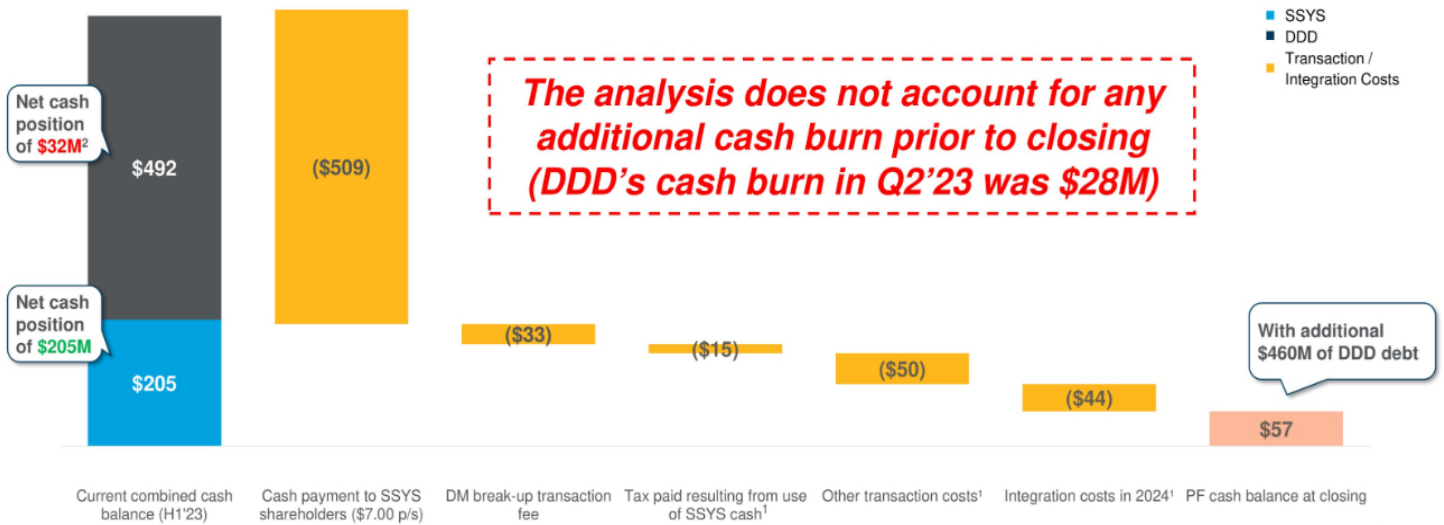 SSYS
DDD
Transaction /
Integration Costs
The analysis does not account for any
additional cash burn prior to closing
(DDD’s cash burn in Q2’23 was $28M)
Net cash
position
of $32M²
$492
($509)
Net cash
position
of $205M
$205
($33)
($15)
($50)
($44)
With additional
$460M of DDD debt
$57
Current combined cash
balance (H1'23)
Cash payment to SSYS
shareholders ($7.00 p/s)
DM break-up transaction
fee
Tax paid resulting from use
of SSYS cash¹
Other transaction costs¹
Integration costs in 2024¹
PF cash balance at closing